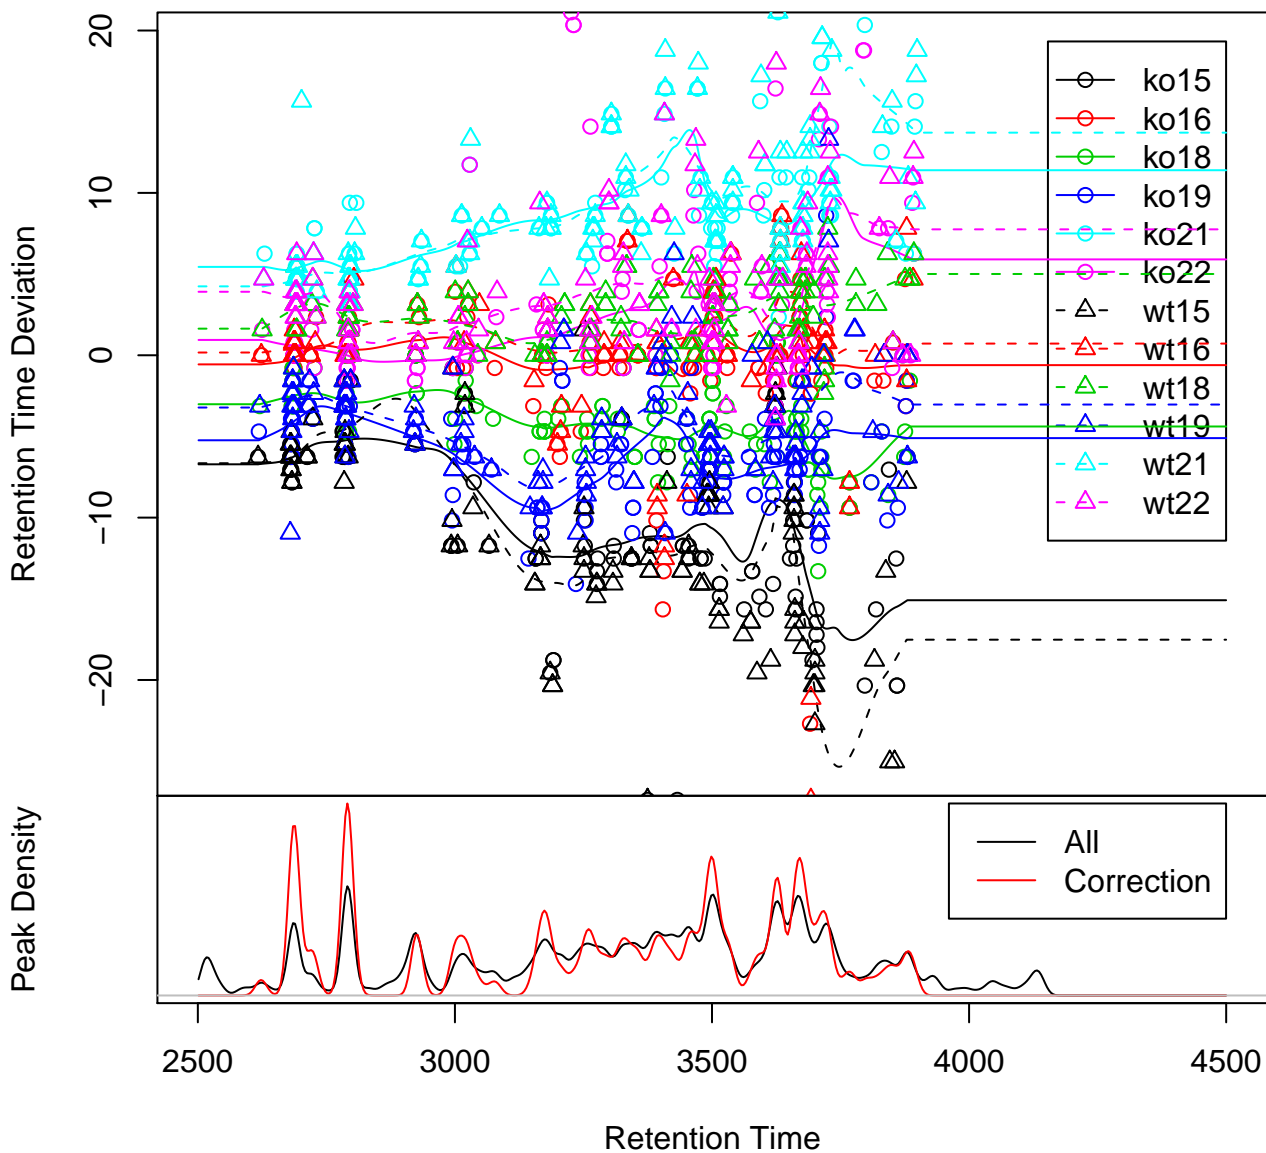 Retention Time Deviation
20
10
0
−10
−20
ko15
ko16
ko18
ko19
ko21
ko22
wt15
wt16
wt18
wt19
wt21
wt22
Peak Density
All
Correction
2500 3000 3500 4000 4500
Retention Time